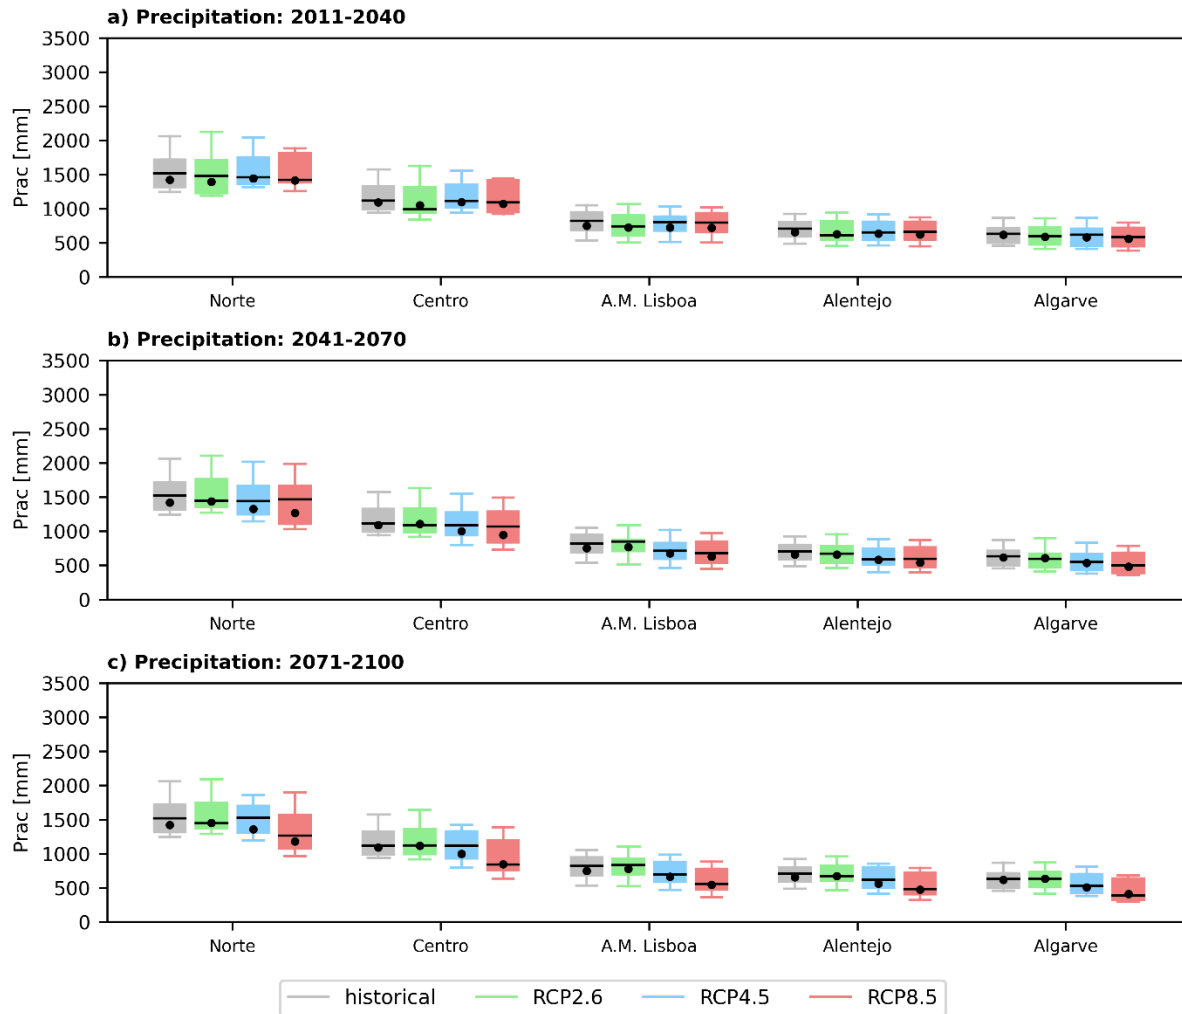 a) Precipitation: 2011-2040
3500
3000
2500
2000
1500
1000
500
0
Prac [mm]
Norte Centro A.M. Lisboa Alentejo Algarve
b) Precipitation: 2041-2070
3500
3000
2500
2000
1500
1000
500
0
Prac [mm]
Norte Centro A.M. Lisboa Alentejo Algarve
c) Precipitation: 2071-2100
3500
3000
2500
2000
1500
1000
500
0
Prac [mm]
Norte Centro A.M. Lisboa Alentejo Algarve
historical RCP2.6 RCP4.5 RCP8.5